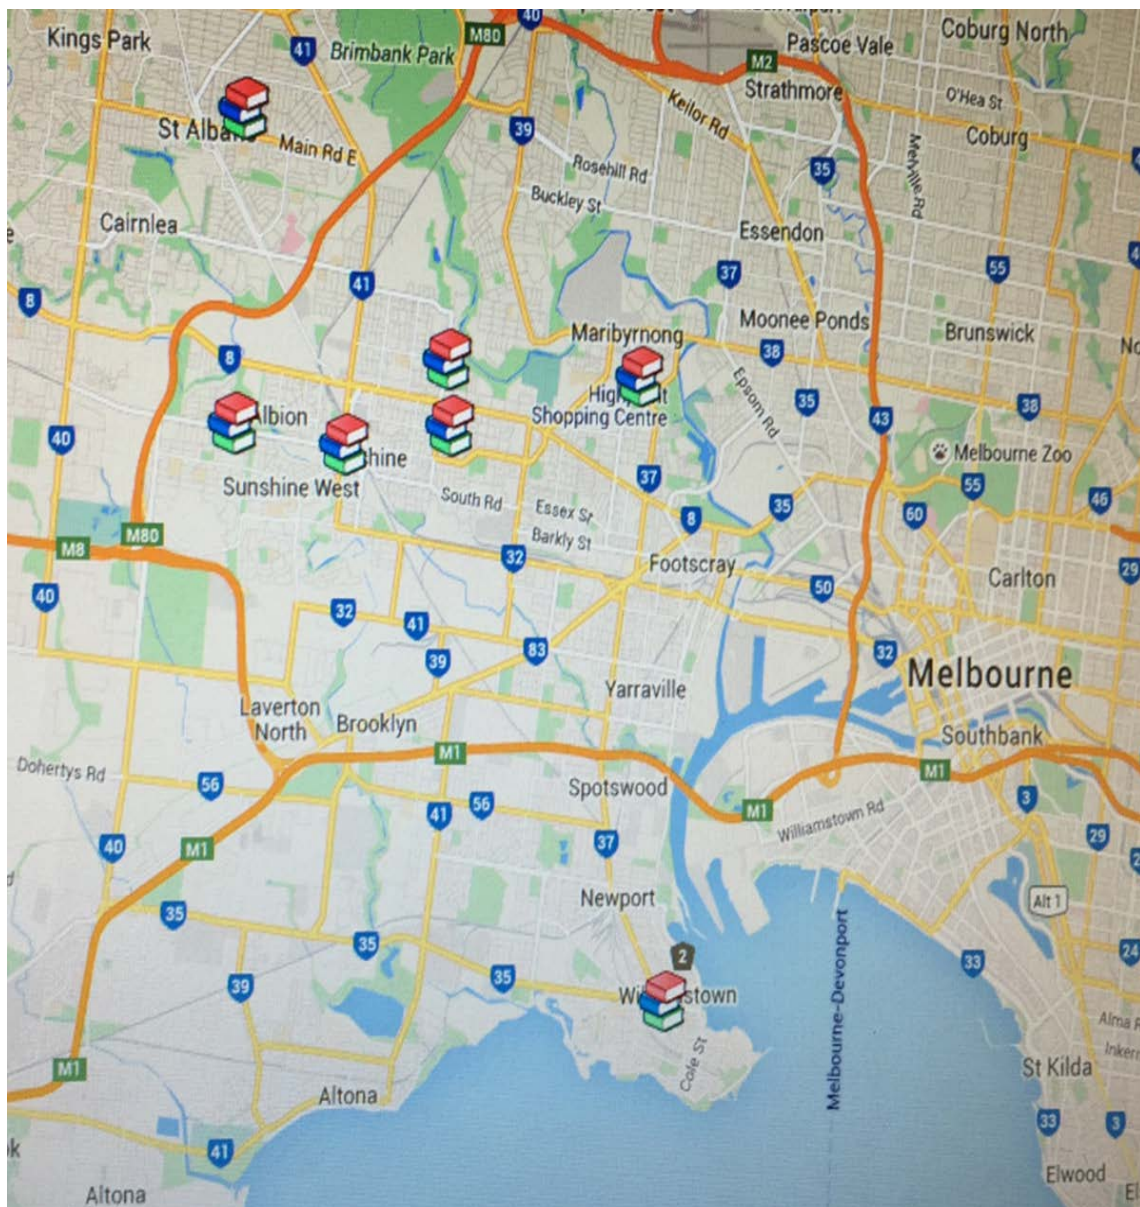 Kings Park
41
Brimbank Park
M80
40
Pascoe Vale
Coburg North
M2
Strathmore
O'Hea St
Keilor Rd
Coburg
St Albans
Main Rd E
39
Rosehill Rd
35
Melville Rd
Buckley St
Cairnlea
Essendon
41
37
55
8
Maribyrnong
Moonee Ponds
Brunswick
8
38
Epsom Rd
35
38
Shopping Centre
Albion
43
40
hine
Melbourne Zoo
Sunshine West
37
55
46
South Rd
Essex St
35
60
8
M80
M8
Barkly St
32
Footscray
50
Carlton
29
40
32
41
83
32
39
Melbourne
Yarraville
Laverton
North
Brooklyn
Southbank
M1
M1
Dohertys Rd
56
Spotswood
3
56
41
M1
Williamstown Rd
29
40
M1
37
Newport
Alt 1
35
35
2
24
33
35
39
Wi stown
Melbourne-Devonport
Alma
Cole St
M1
St Kilda
Altona
33
3
41
Elwood
Altona